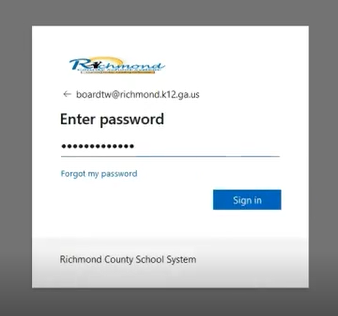 Richmond
← boardtw@richmond.k12.ga.us
Enter password
•••••••••••••
Forgot my password
Sign in
Richmond County School System